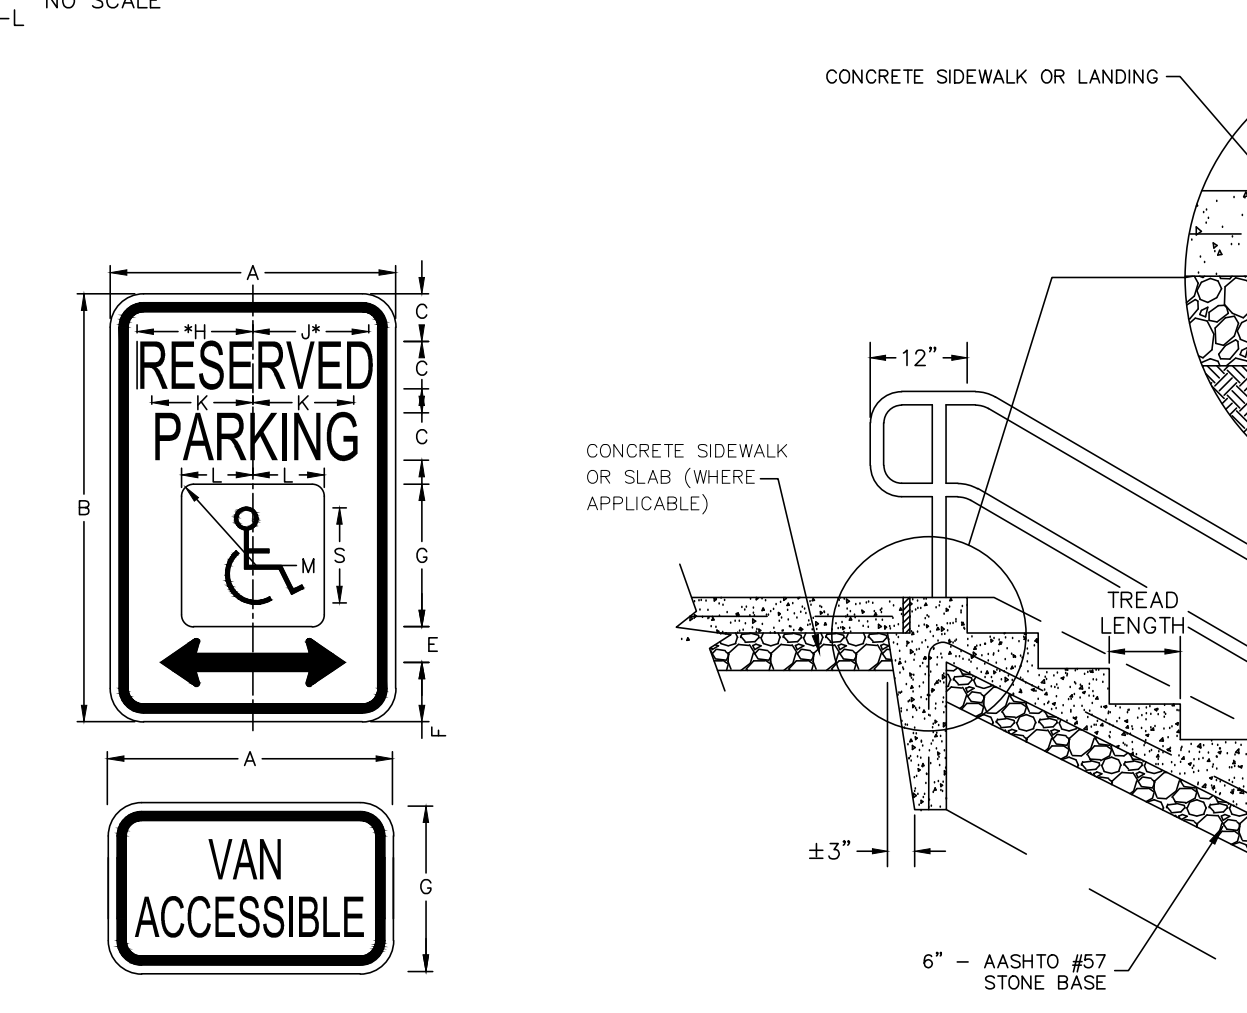 NO SCALE
-L
CONCRETE SIDEWALK OR LANDING
A
C
*H
J*
RESERVED
C
K
K
PARKING
C
L
L
B
S
G
M
E
F
A
VAN
ACCESSIBLE
G
12”
CONCRETE SIDEWALK
OR SLAB (WHERE
APPLICABLE)
TREAD
LENGTH
±3”
6” – AASHTO #57
STONE BASE